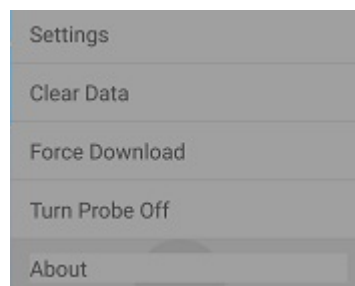 Settings
Clear Data
Force Download
Turn Probe Off
About